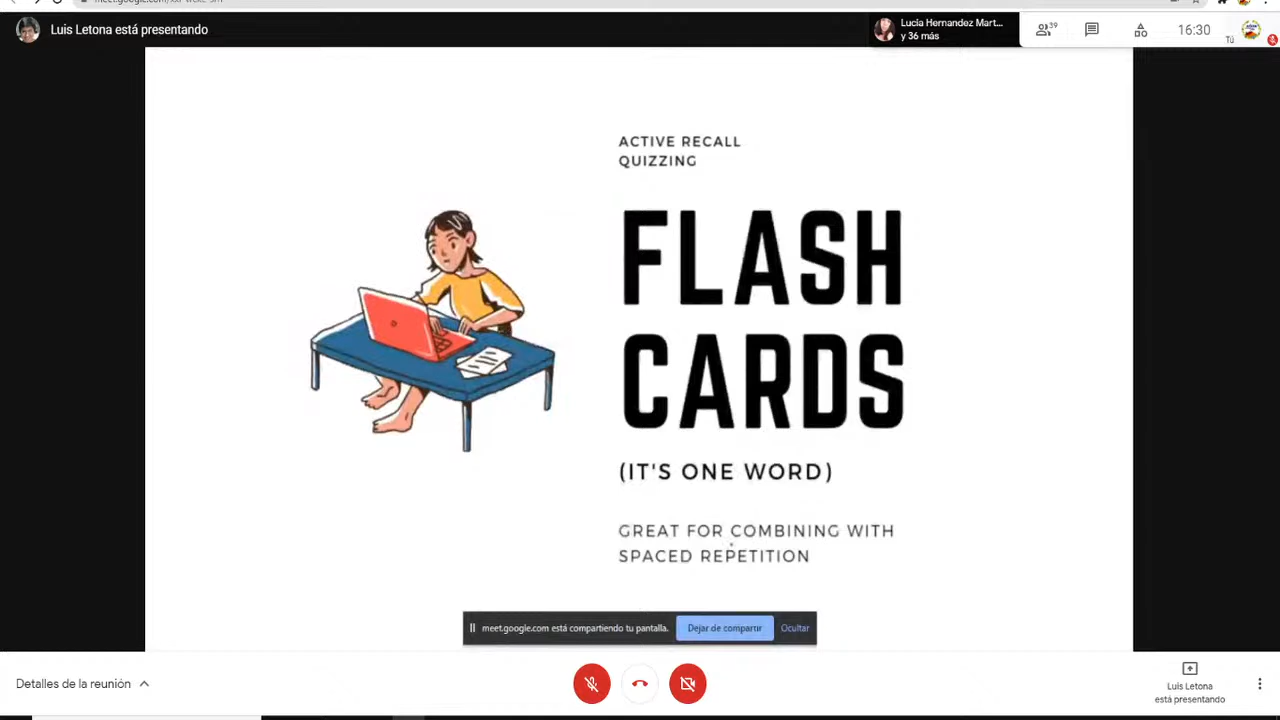 Luis Letona está presentando
Lucia Hernandez Mart...
y 36 más
39
16:30
Tú
ACTIVE RECALL
QUIZZING
FLASH
CARDS
(IT'S ONE WORD)
GREAT FOR COMBINING WITH
SPACED REPETITION
meet.google.com está compartiendo tu pantalla.
Dejar de compartir
Ocultar
Detalles de la reunión
Luis Letona
está presentando